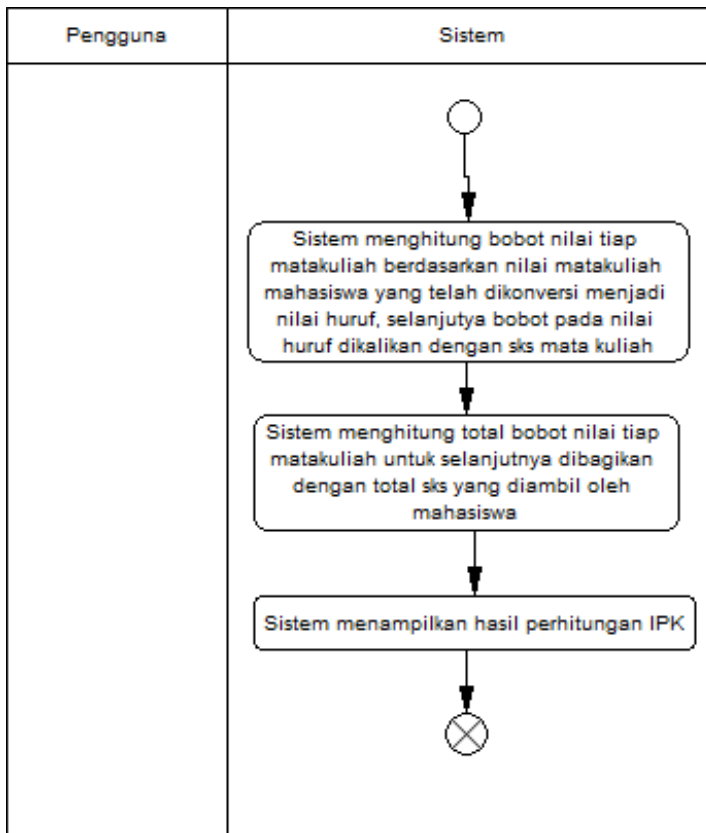 Pengguna
Sistem
Sistem menghitung bobot nilai tiap
matakuliah berdasarkan nilai matakuliah
mahasiswa yang telah dikonversi menjadi
nilai huruf, selanjutya bobot pada nilai
huruf dikalikan dengan sks mata kuliah
Sistem menghitung total bobot nilai tiap
matakuliah untuk selanjutnya dibagikan
dengan total sks yang diambil oleh
mahasiswa
Sistem menampilkan hasil perhitungan IPK